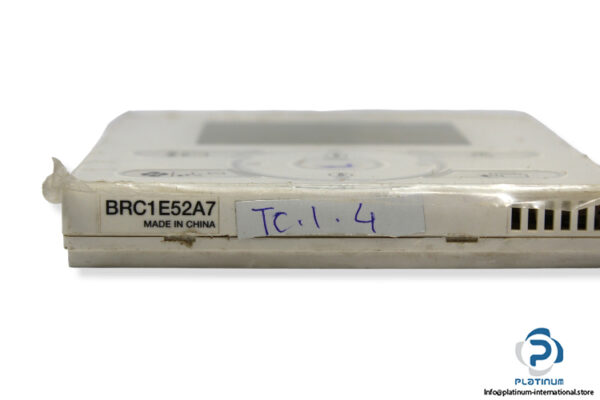 BRC1E52A7
MADE IN CHINA
TC.1.4
PLATINUM
Info@platinum-international.store